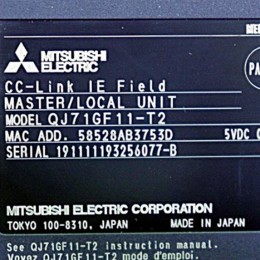 MITSUBISHI
ELECTRIC
CC-Link IE Field
MASTER/LOCAL UNIT
MODEL QJ71GF11-T2
MAC ADD. 58528AB3753D 5VDC
SERIAL 191111193256077-B
MITSUBISHI ELECTRIC CORPORATION
TOKYO 100-8310, JAPAN MADE IN JAPAN
See QJ71GF11-T2 instruction manual.
Voyez QJ71GF11-T2 mode d'emploi.